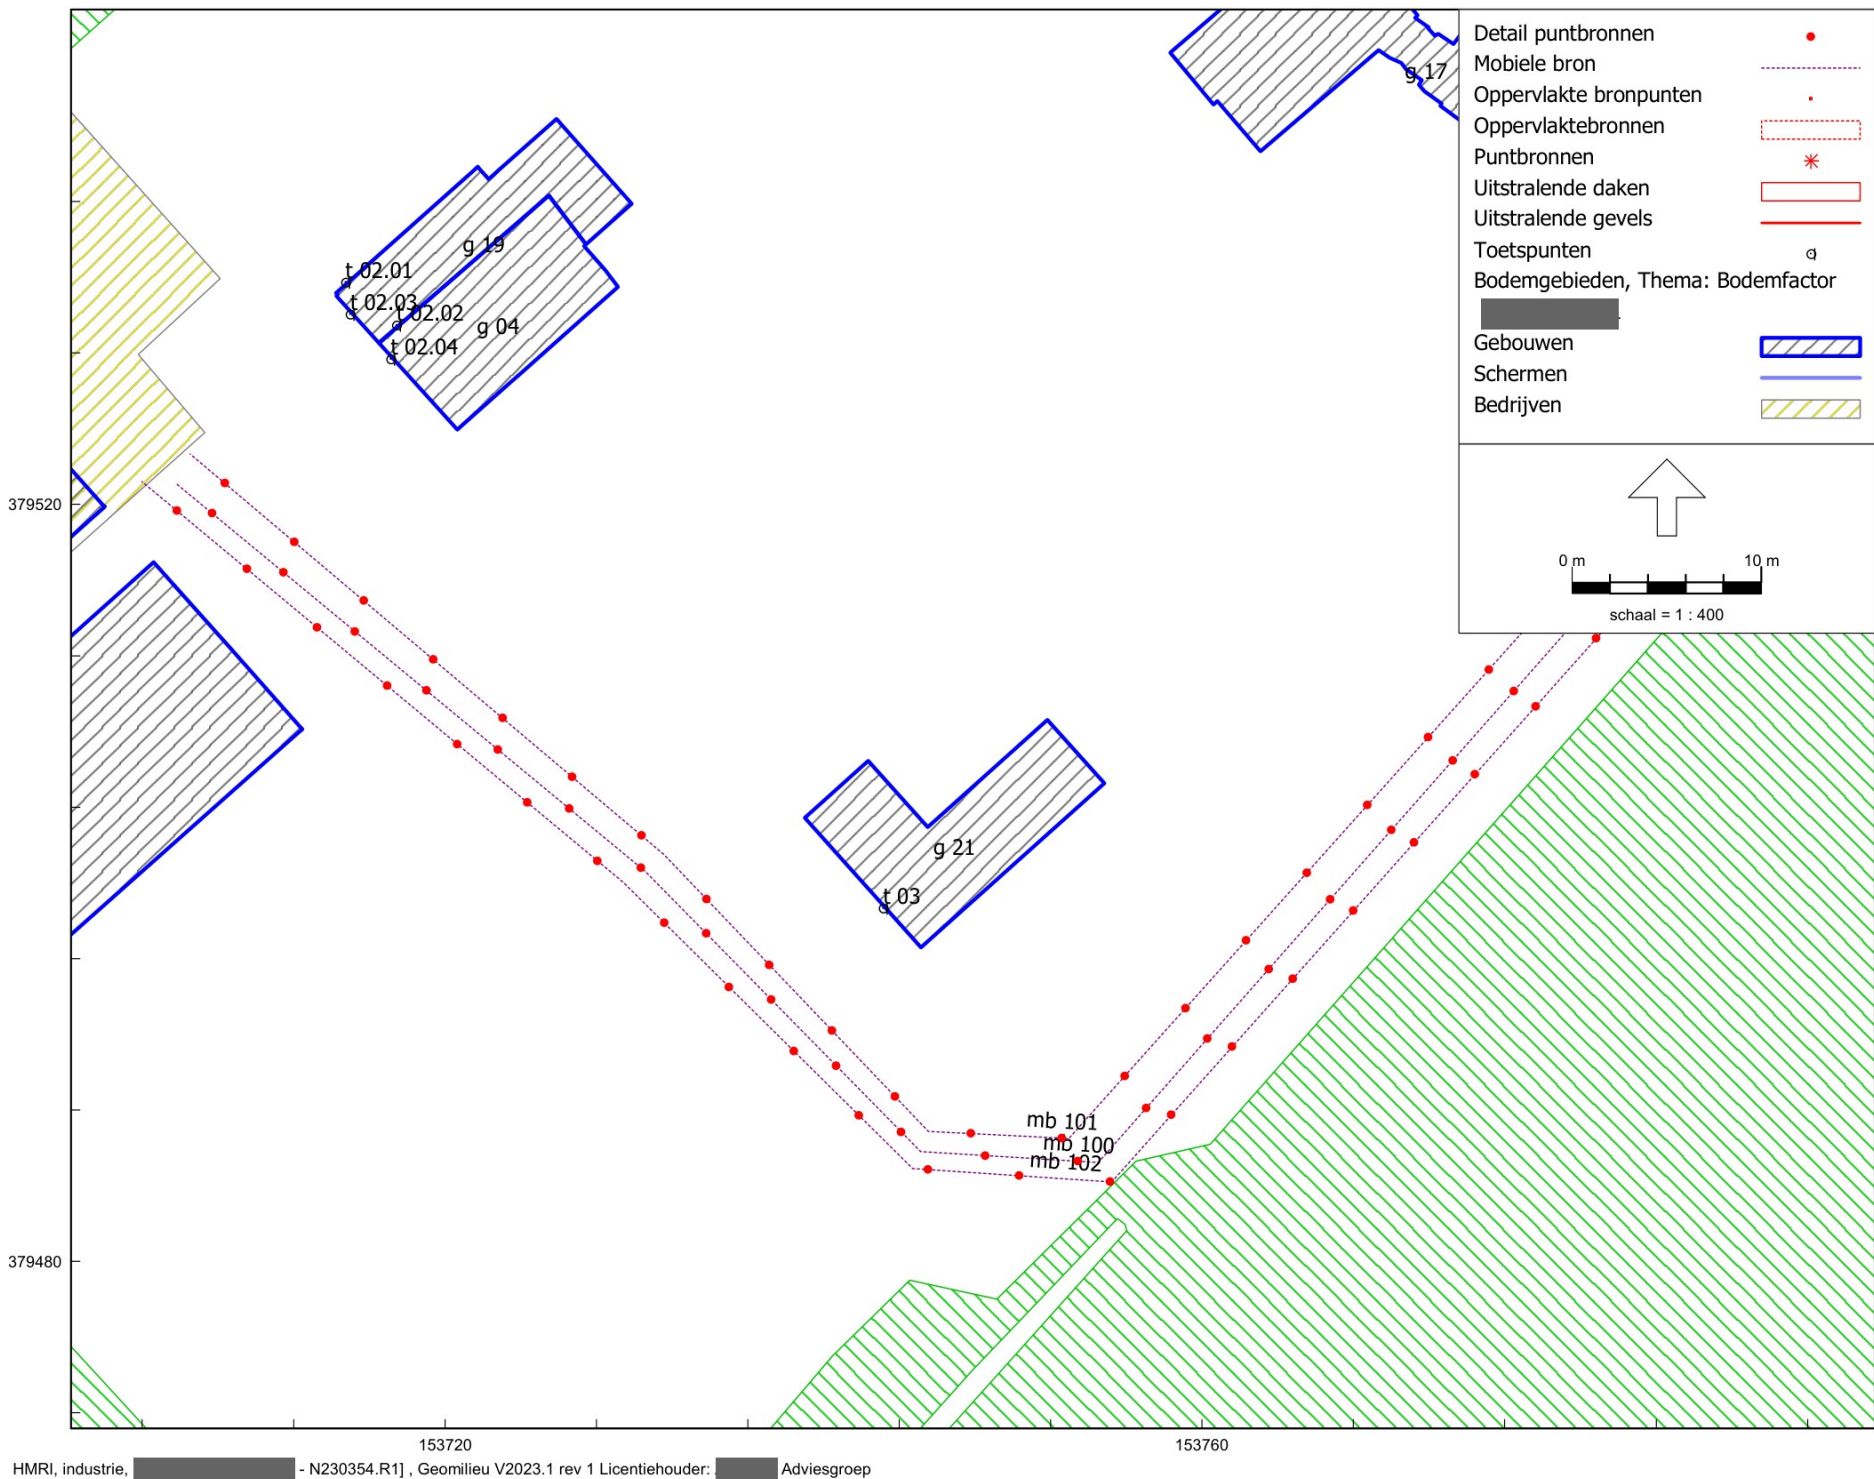 Detail puntbronnen
Mobiele bron
Oppervlakte bronpunten
Oppervlaktebronnen
Puntbronnen
Uitstralende daken
Uitstralende gevels
Toetspunten
Bodemgebieden, Thema: Bodemfactor
Gebouwen
Schermen
Bedrijven
0 m 10 m
schaal = 1 : 400
g 17
g 19
t 02.01
t 02.03
t 02.02
g 04
t 02.04
379520
g 21
t 03
mb 101
mb 100
mb 102
379480
153720 153760
HMRI, industrie, - N230354.R1] , Geomilieu V2023.1 rev 1 Licentiehouder: Adviesgroep